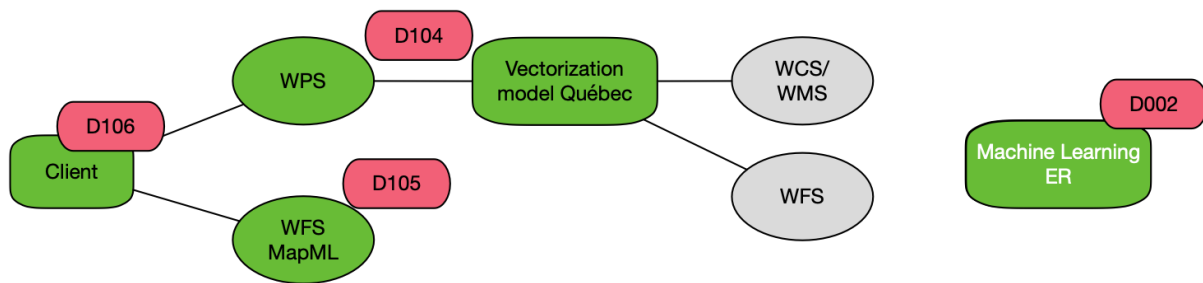 D104
WPS
Vectorization
model Québec
WCS/
WMS
D002
D106
Client
Machine Learning
ER
D105
WFS
MapML
WFS